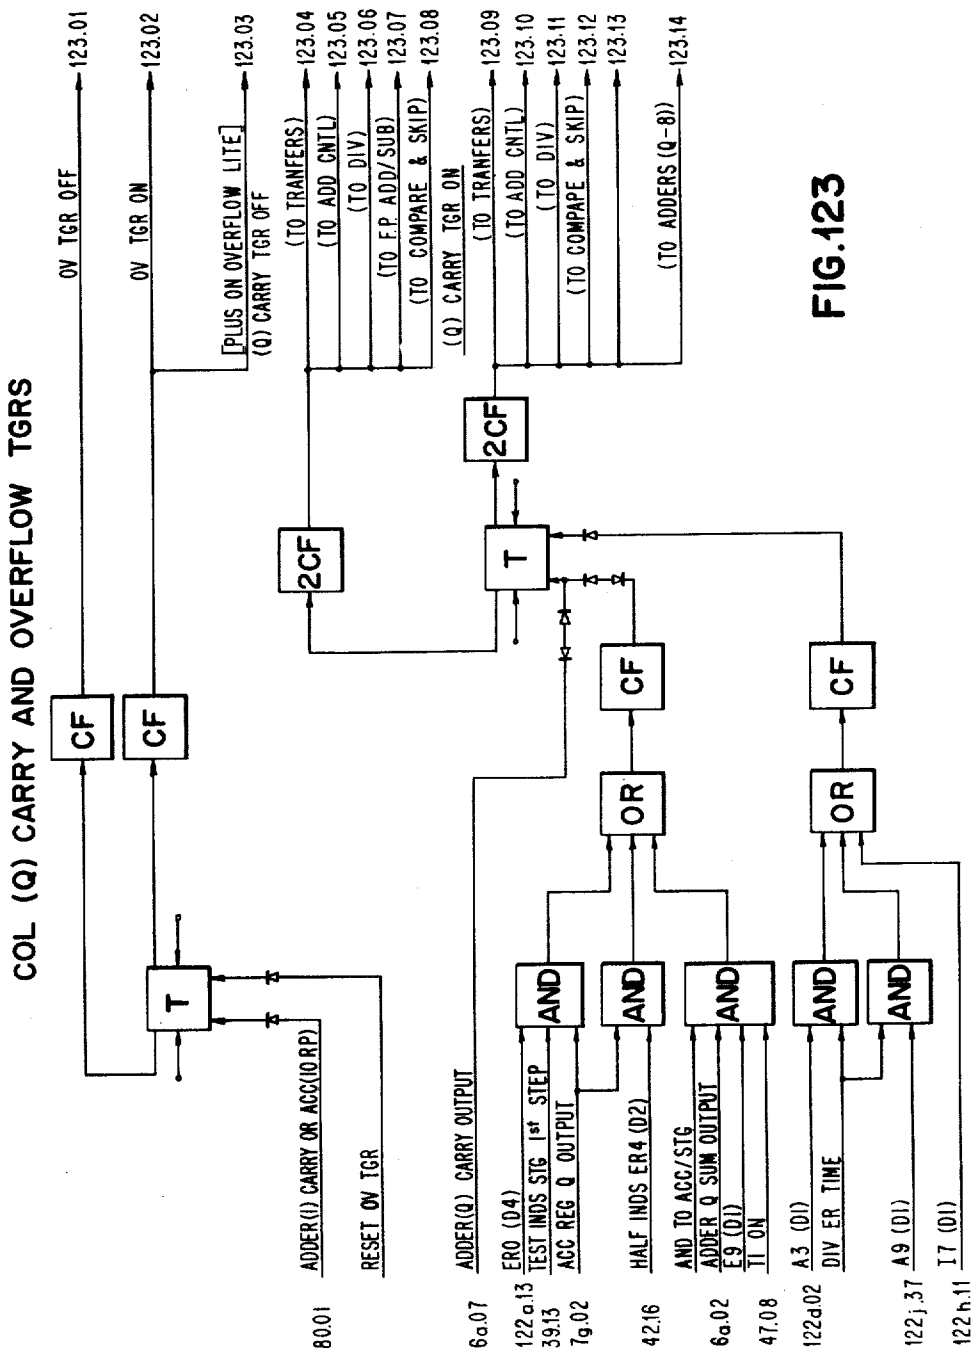 COL (Q) CARRY AND OVERFLOW TGRS
OV TGR OFF
123.01
OV TGR ON
123.02
[PLUS ON OVERFLOW LITE]
123.03
(Q) CARRY TGR OFF
(TO TRANFERS)
123.04
(TO ADD CNTL)
123.05
(TO DIV)
123.06
(TO F.P. ADD/SUB)
123.07
(TO COMPARE & SKIP)
123.08
(Q) CARRY TGR ON
(TO TRANFERS)
123.09
(TO ADD CNTL)
123.10
(TO DIV)
123.11
(TO COMPARE & SKIP)
123.12
123.13
(TO ADDERS (Q-8)
123.14
CF
CF
T
2CF
2CF
T
CF
CF
OR
OR
AND
AND
AND
AND
AND
80.01
ADDER(1) CARRY OR ACC(10 RP)
RESET OV TGR
6a.07
ADDER(Q) CARRY OUTPUT
122a.13
ERO (D4)
39.13
TEST INDS STG 1st STEP
7g.02
ACC REG Q OUTPUT
42.16
HALF INDS ER4 (D2)
AND TO ACC/STG
6a.02
ADDER Q SUM OUTPUT
E9 (D1)
47.08
T1 ON
122d.02
A3 (D1)
DIV ER TIME
122j.37
A9 (D1)
122h.11
I7 (D1)
FIG.123